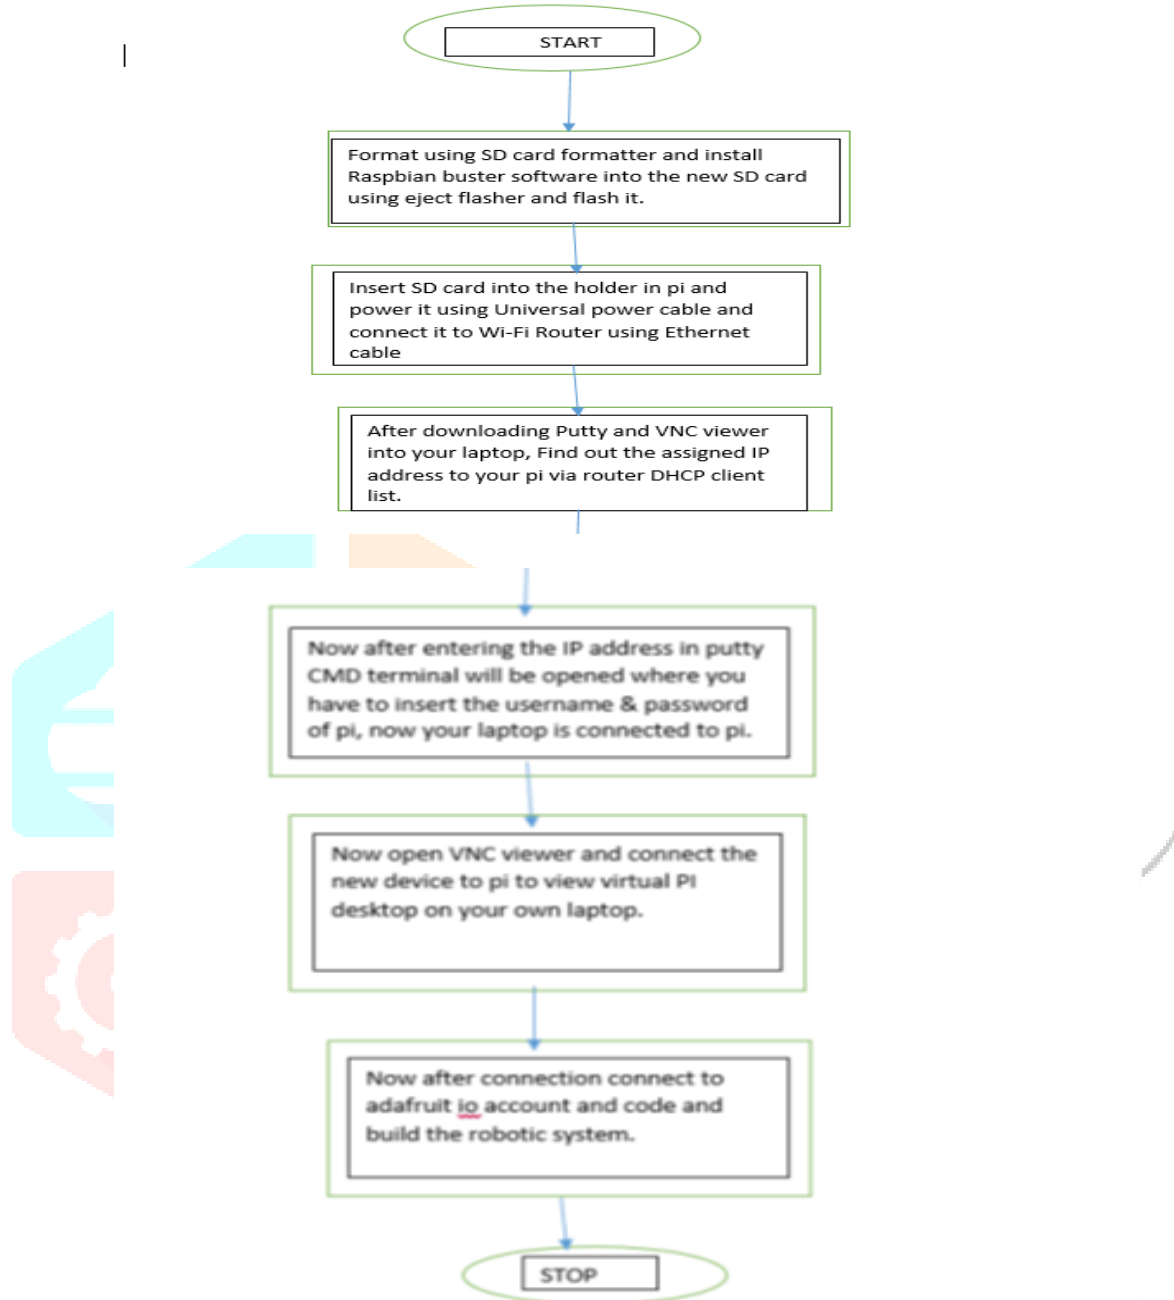 START
Format using SD card formatter and install
Raspbian buster software into the new SD card
using eject flasher and flash it.
Insert SD card into the holder in pi and
power it using Universal power cable and
connect it to Wi-Fi Router using Ethernet
cable
After downloading Putty and VNC viewer
into your laptop, Find out the assigned IP
address to your pi via router DHCP client
list.
Now after entering the IP address in putty
CMD terminal will be opened where you
have to insert the username & password
of pi, now your laptop is connected to pi.
Now open VNC viewer and connect the
new device to pi to view virtual PI
desktop on your own laptop.
Now after connection connect to
adafruit io account and code and
build the robotic system.
STOP